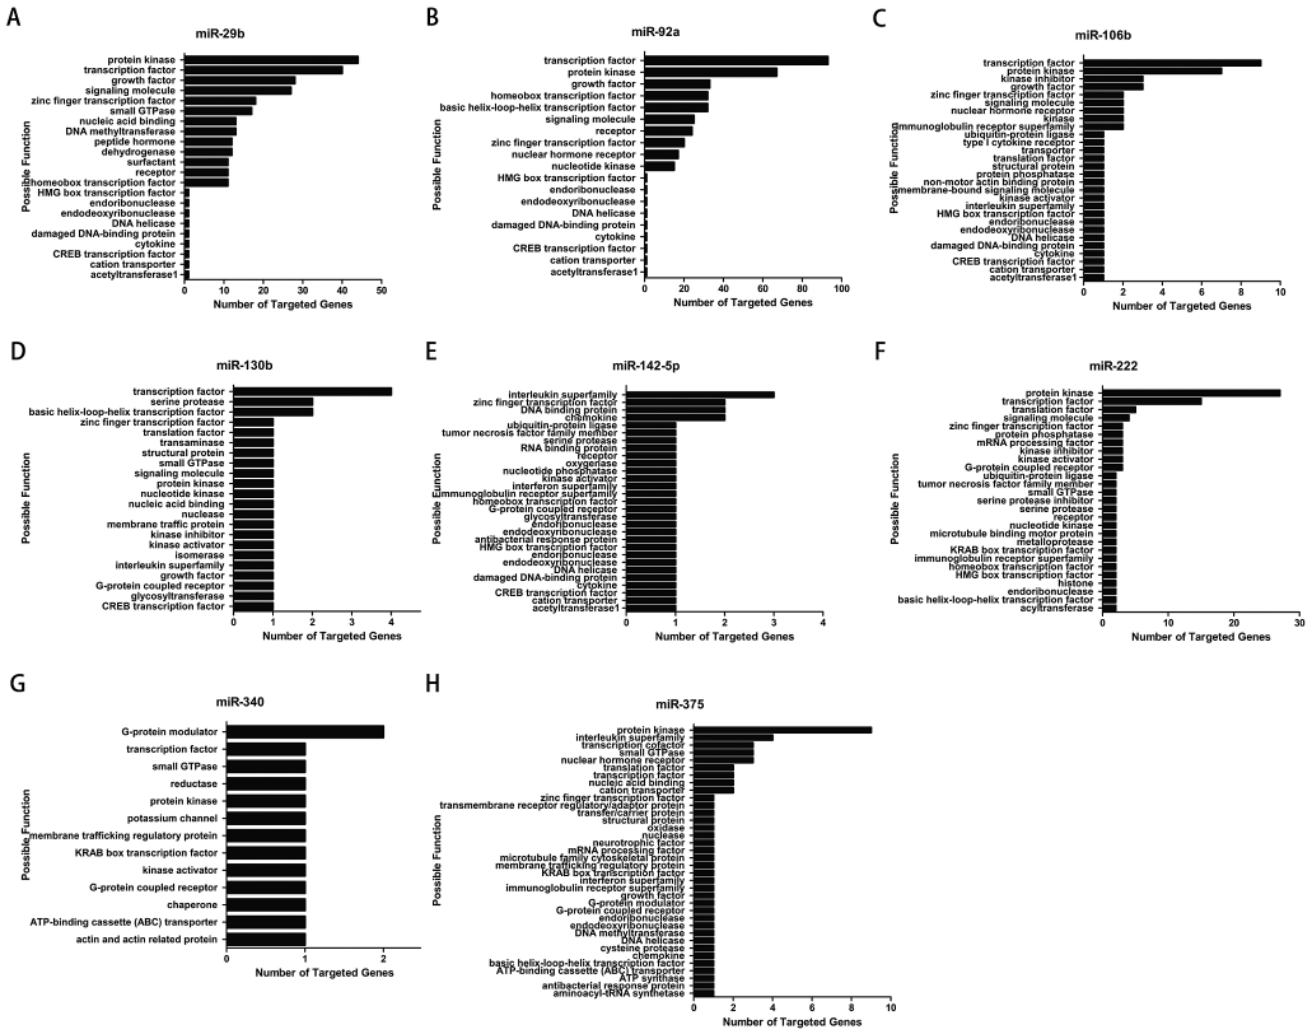 A
miR-29b
protein kinase
transcription factor
growth factor
signaling molecule
zinc finger transcription factor
small GTPase
nucleic acid binding
DNA methyltransferase
peptide hormone
dehydrogenase
surfactant
receptor
homeobox transcription factor
HMG box transcription factor
endoribonuclease
endodeoxyribonuclease
DNA helicase
damaged DNA-binding protein
cytokine
CREB transcription factor
cation transporter
acetyltransferase1
Possible Function
0 10 20 30 40 50
Number of Targeted Genes
B
miR-92a
transcription factor
protein kinase
growth factor
homeobox transcription factor
basic helix-loop-helix transcription factor
signaling molecule
receptor
zinc finger transcription factor
nuclear hormone receptor
nucleotide kinase
HMG box transcription factor
endoribonuclease
endodeoxyribonuclease
DNA helicase
damaged DNA-binding protein
cytokine
CREB transcription factor
cation transporter
acetyltransferase1
Possible Function
0 20 40 60 80 100
Number of Targeted Genes
C
miR-106b
transcription factor
protein kinase
kinase inhibitor
growth factor
zinc finger transcription factor
signaling molecule
nuclear hormone receptor
kinase
immunoglobulin receptor superfamily
ubiquitin-protein ligase
type I cytokine receptor
transporter
translation factor
structural protein
protein phosphatase
non-motor actin binding protein
membrane-bound signaling molecule
kinase activator
interleukin superfamily
HMG box transcription factor
endoribonuclease
endodeoxyribonuclease
DNA helicase
damaged DNA-binding protein
cytokine
CREB transcription factor
cation transporter
acetyltransferase1
Possible Function
0 2 4 6 8 10
Number of Targeted Genes
D
miR-130b
transcription factor
serine protease
basic helix-loop-helix transcription factor
zinc finger transcription factor
translation factor
transaminase
structural protein
small GTPase
signaling molecule
protein kinase
nucleotide kinase
nucleic acid binding
nuclease
membrane traffic protein
kinase inhibitor
kinase activator
isomerase
interleukin superfamily
growth factor
G-protein coupled receptor
glycosyltransferase
CREB transcription factor
Possible Function
0 1 2 3 4
Number of Targeted Genes
E
miR-142-5p
interleukin superfamily
zinc finger transcription factor
DNA binding protein
chemokine
ubiquitin-protein ligase
tumor necrosis factor family member
serine protease
RNA binding protein
receptor
oxygenase
nucleotide phosphatase
kinase activator
interferon superfamily
immunoglobulin receptor superfamily
homeobox transcription factor
G-protein coupled receptor
glycosyltransferase
endoribonuclease
endodeoxyribonuclease
antibacterial response protein
HMG box transcription factor
endoribonuclease
endodeoxyribonuclease
DNA helicase
damaged DNA-binding protein
cytokine
CREB transcription factor
cation transporter
acetyltransferase1
Possible Function
0 1 2 3 4
Number of Targeted Genes
F
miR-222
protein kinase
transcription factor
translation factor
signaling molecule
zinc finger transcription factor
protein phosphatase
mRNA processing factor
kinase inhibitor
kinase activator
G-protein coupled receptor
ubiquitin-protein ligase
tumor necrosis factor family member
small GTPase
serine protease inhibitor
serine protease
receptor
nucleotide kinase
microtubule binding motor protein
metalloprotease
KRAB box transcription factor
immunoglobulin receptor superfamily
homeobox transcription factor
HMG box transcription factor
histone
endoribonuclease
basic helix-loop-helix transcription factor
acyltransferase
Possible Function
0 10 20 30
Number of Targeted Genes
G
miR-340
G-protein modulator
transcription factor
small GTPase
reductase
protein kinase
potassium channel
membrane trafficking regulatory protein
KRAB box transcription factor
kinase activator
G-protein coupled receptor
chaperone
ATP-binding cassette (ABC) transporter
actin and actin related protein
Possible Function
0 1 2
Number of Targeted Genes
H
miR-375
protein kinase
interleukin superfamily
transcription cofactor
small GTPase
nuclear hormone receptor
translation factor
transcription factor
nucleic acid binding
cation transporter
zinc finger transcription factor
transmembrane receptor regulatory/adaptor protein
transfer/carrier protein
structural protein
oxidase
nuclease
neurotrophic factor
mRNA processing factor
microtubule family cytoskeletal protein
membrane trafficking regulatory protein
KRAB box transcription factor
interferon superfamily
immunoglobulin receptor superfamily
growth factor
G-protein modulator
G-protein coupled receptor
endoribonuclease
endodeoxyribonuclease
DNA methyltransferase
DNA helicase
cysteine protease
chemokine
basic helix-loop-helix transcription factor
ATP-binding cassette (ABC) transporter
ATP synthase
antibacterial response protein
aminoacyl-tRNA synthetase
Possible Function
0 2 4 6 8 10
Number of Targeted Genes